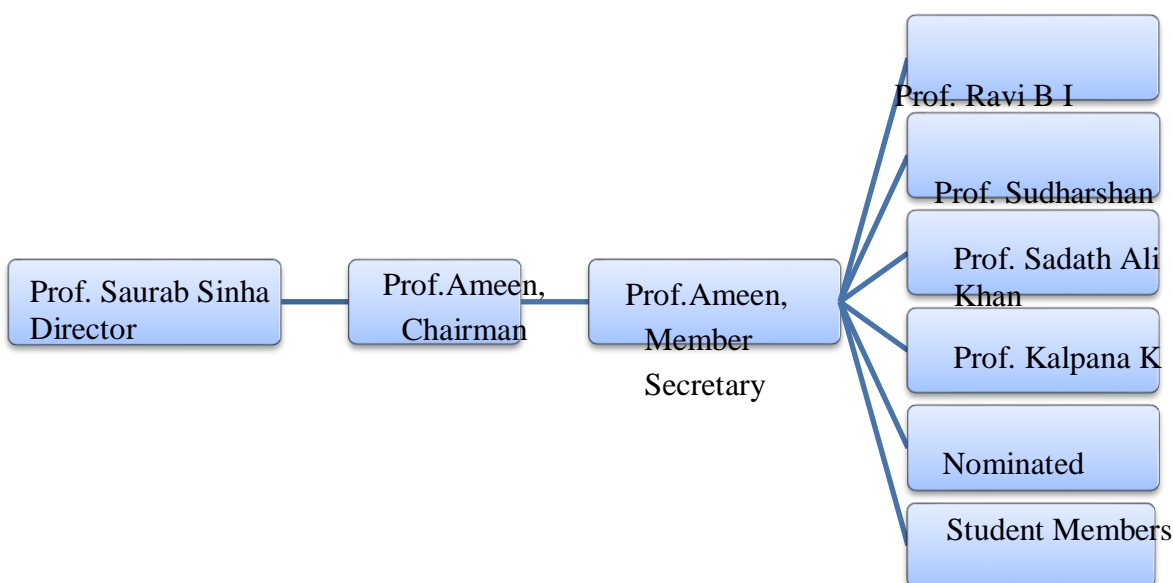 Prof. Saurab Sinha
Director
Prof.Ameen,
Chairman
Prof.Ameen,
Member
Secretary
Prof. Ravi B I
Prof. Sudharshan
Prof. Sadath Ali
Khan
Prof. Kalpana K
Nominated
Student Members